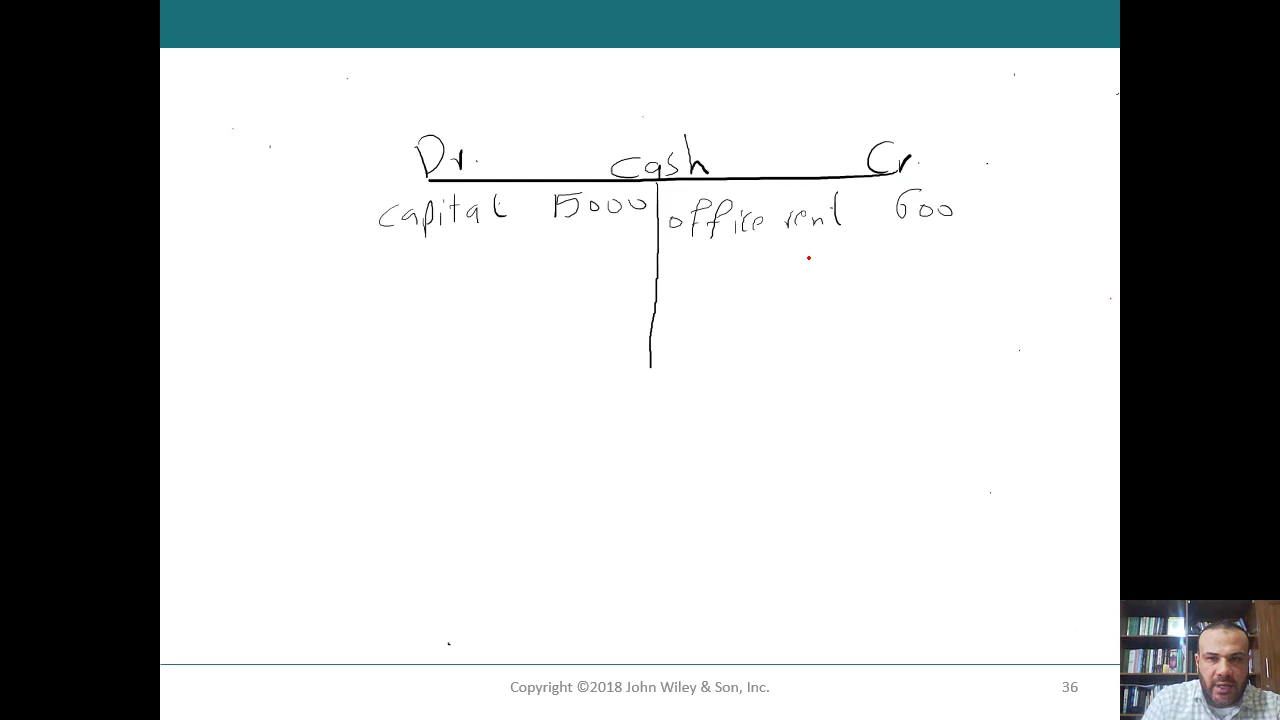 Dr. Cash Cr.
capital 15000 office rent 600
Copyright ©2018 John Wiley & Son, Inc. 36